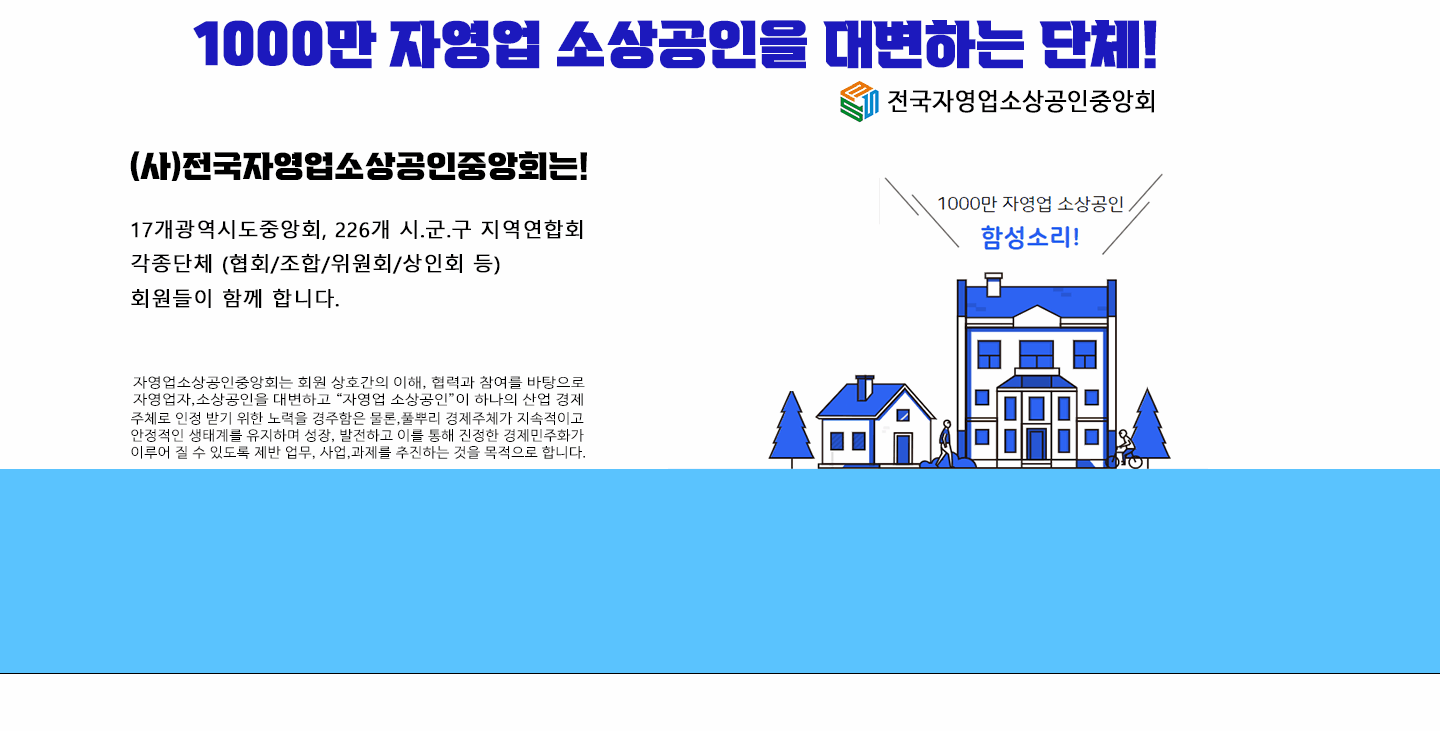 1000만 자영업 소상공인을 대변하는 단체!
전국자영업소상공인중앙회
(사)전국자영업소상공인중앙회는!
17개광역시도중앙회, 226개 시.군.구 지역연합회
각종단체 (협회/조합/위원회/상인회 등)
회원들이 함께 합니다.
1000만 자영업 소상공인
함성소리!
자영업소상공인중앙회는 회원 상호간의 이해, 협력과 참여를 바탕으로
자영업자,소상공인을 대변하고 “자영업 소상공인”이 하나의 산업 경제
주체로 인정 받기 위한 노력을 경주함은 물론,풀뿌리 경제주체가 지속적이고
안정적인 생태계를 유지하며 성장, 발전하고 이를 통해 진정한 경제민주화가
이루어 질 수 있도록 제반 업무, 사업,과제를 추진하는 것을 목적으로 합니다.